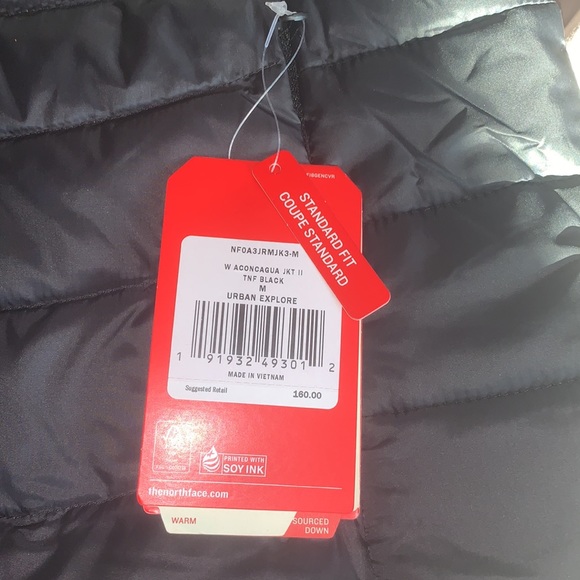 STANDARD FIT
COUPE STANDARD
NF0A3JRMJK3-M
W ACONCAGUA JKT II
TNF BLACK
M
URBAN EXPLORE
1 91932 49301 2
MADE IN VIETNAM
Suggested Retail 160.00
PRINTED WITH
SOY INK
thenorthface.com
WARM
SOURCED
DOWN